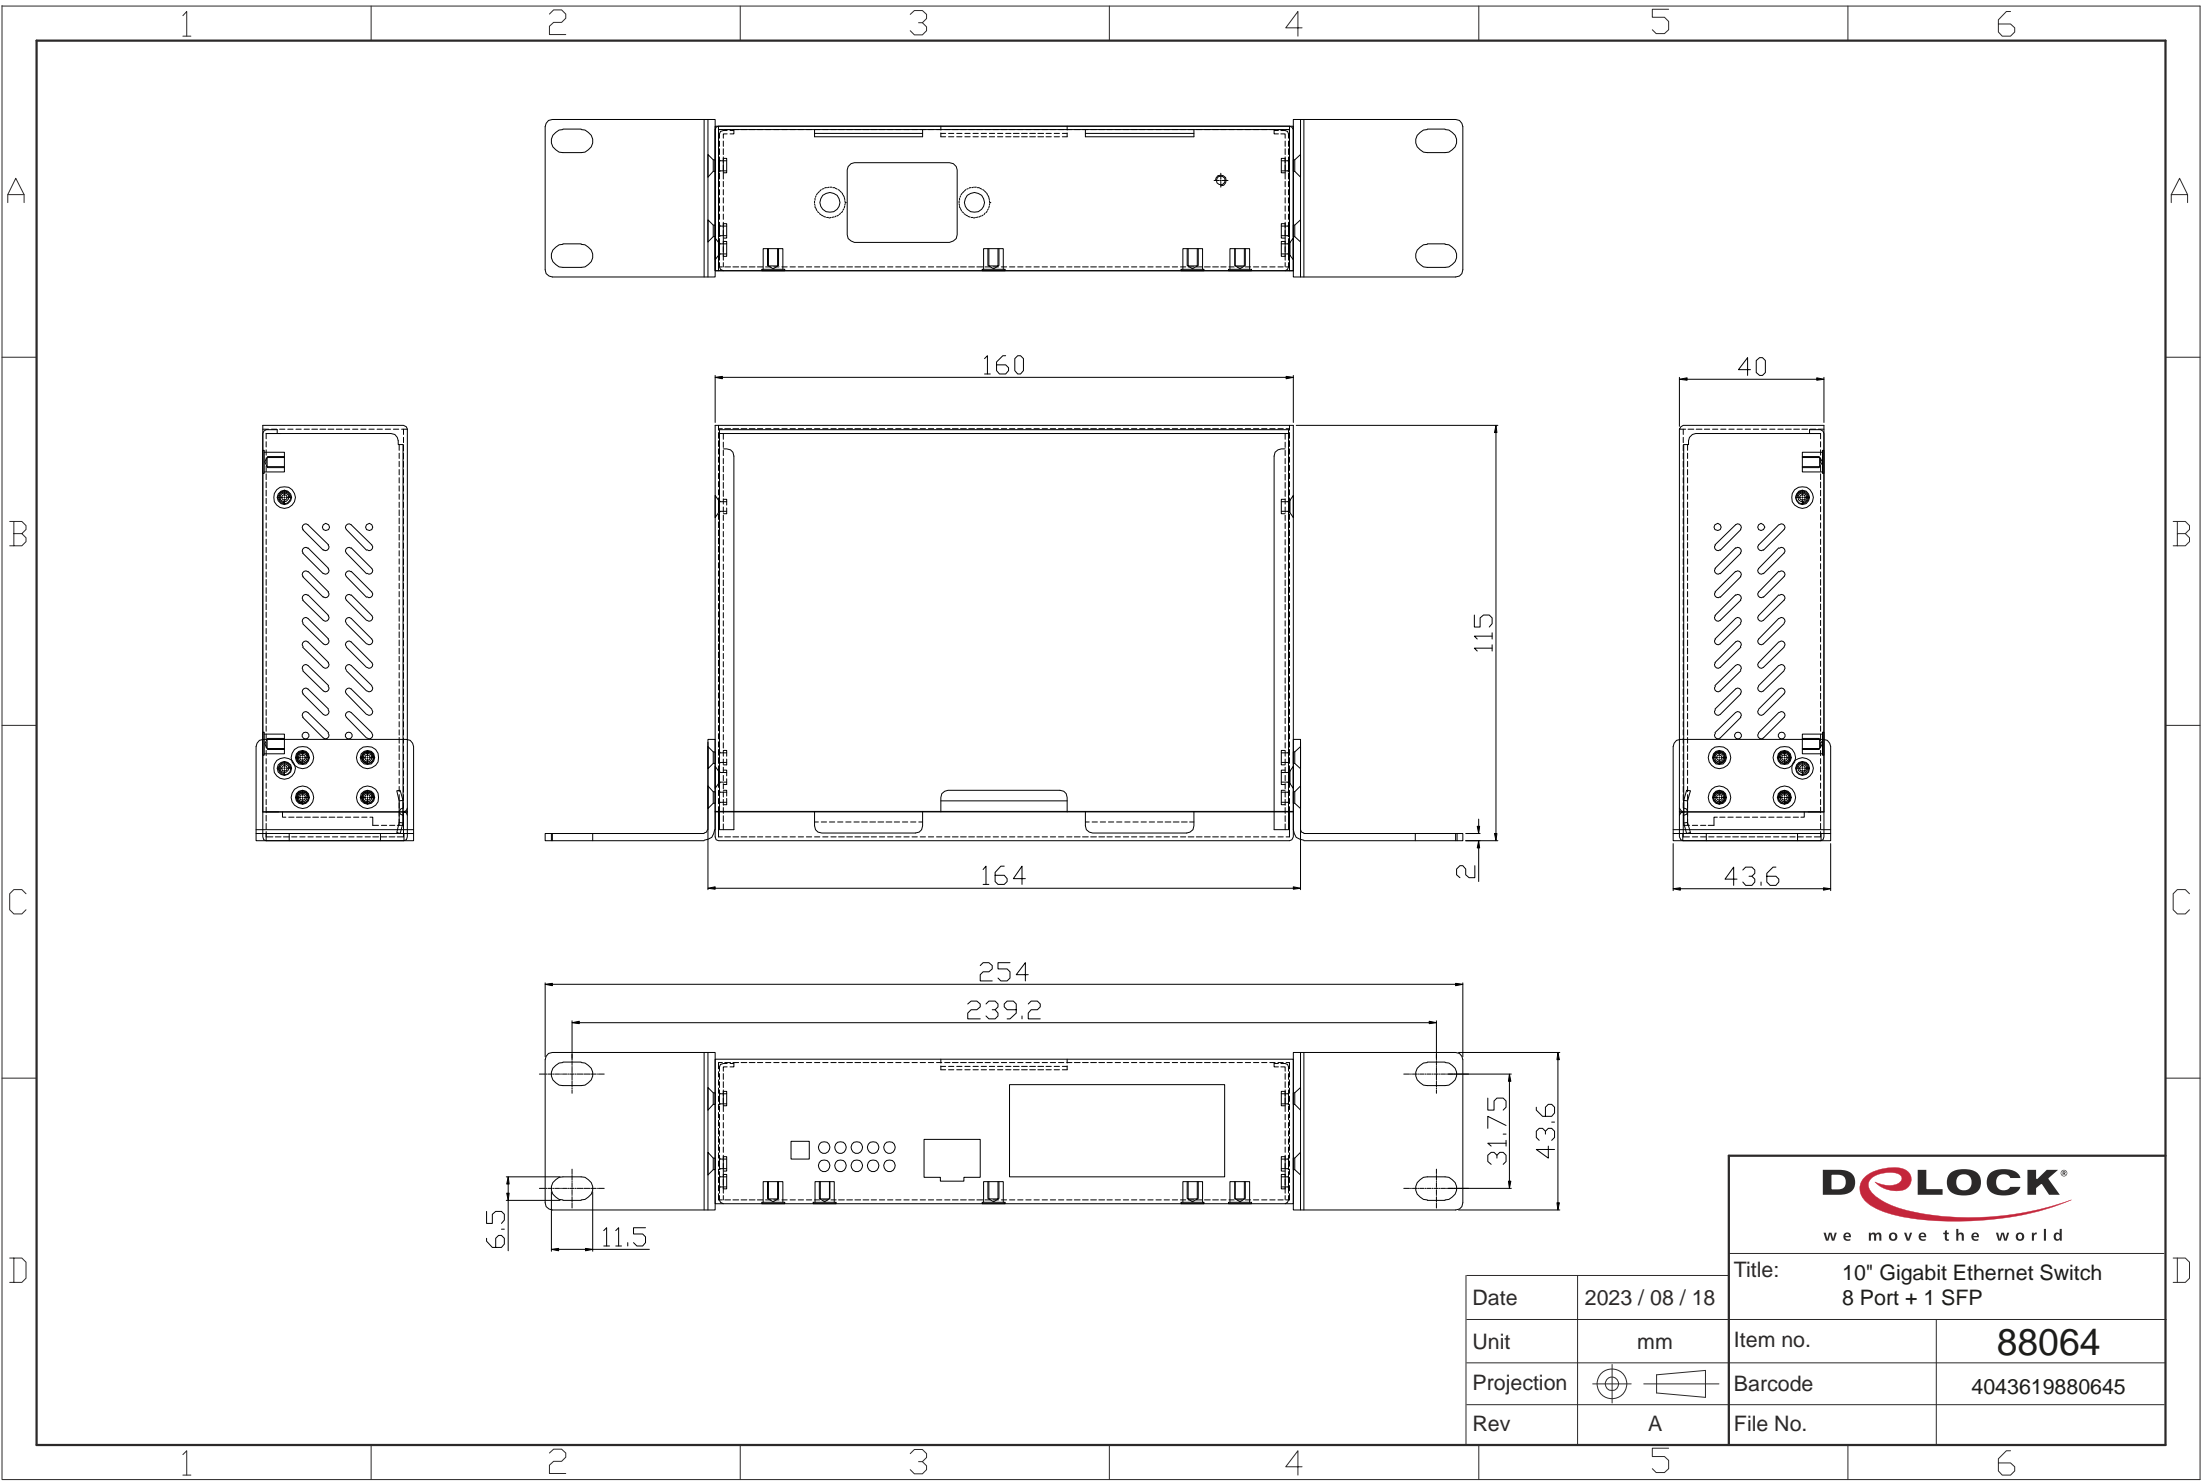 1 2 3 4 5 6
A A
160
40
B B
115
164
2
43.6
C C
254
239.2
31.75
43.6
6.5
11.5
DeLOCK®
we move the world
D D
Title: 10" Gigabit Ethernet Switch
8 Port + 1 SFP
Date 2023 / 08 / 18
Unit mm
Item no. 88064
Projection
Barcode 4043619880645
Rev A
File No.
1 2 3 4 5 6